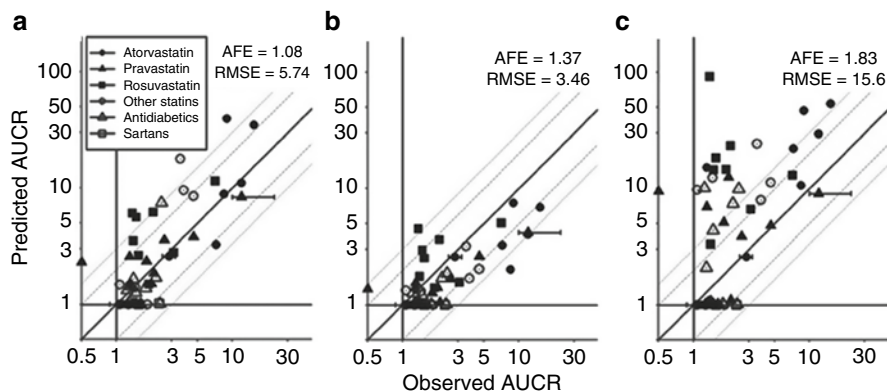 a
b
c
Atorvastatin
Pravastatin
Rosuvastatin
Other statins
Antidiabetics
Sartans
AFE = 1.08
RMSE = 5.74
AFE = 1.37
RMSE = 3.46
AFE = 1.83
RMSE = 15.6
Predicted AUCR
100
50
30
10
5
3
1
100
50
30
10
5
3
1
100
50
30
10
5
3
1
0.5 1 3 5 10 30
0.5 1 3 5 10 30
0.5 1 3 5 10 30
Observed AUCR